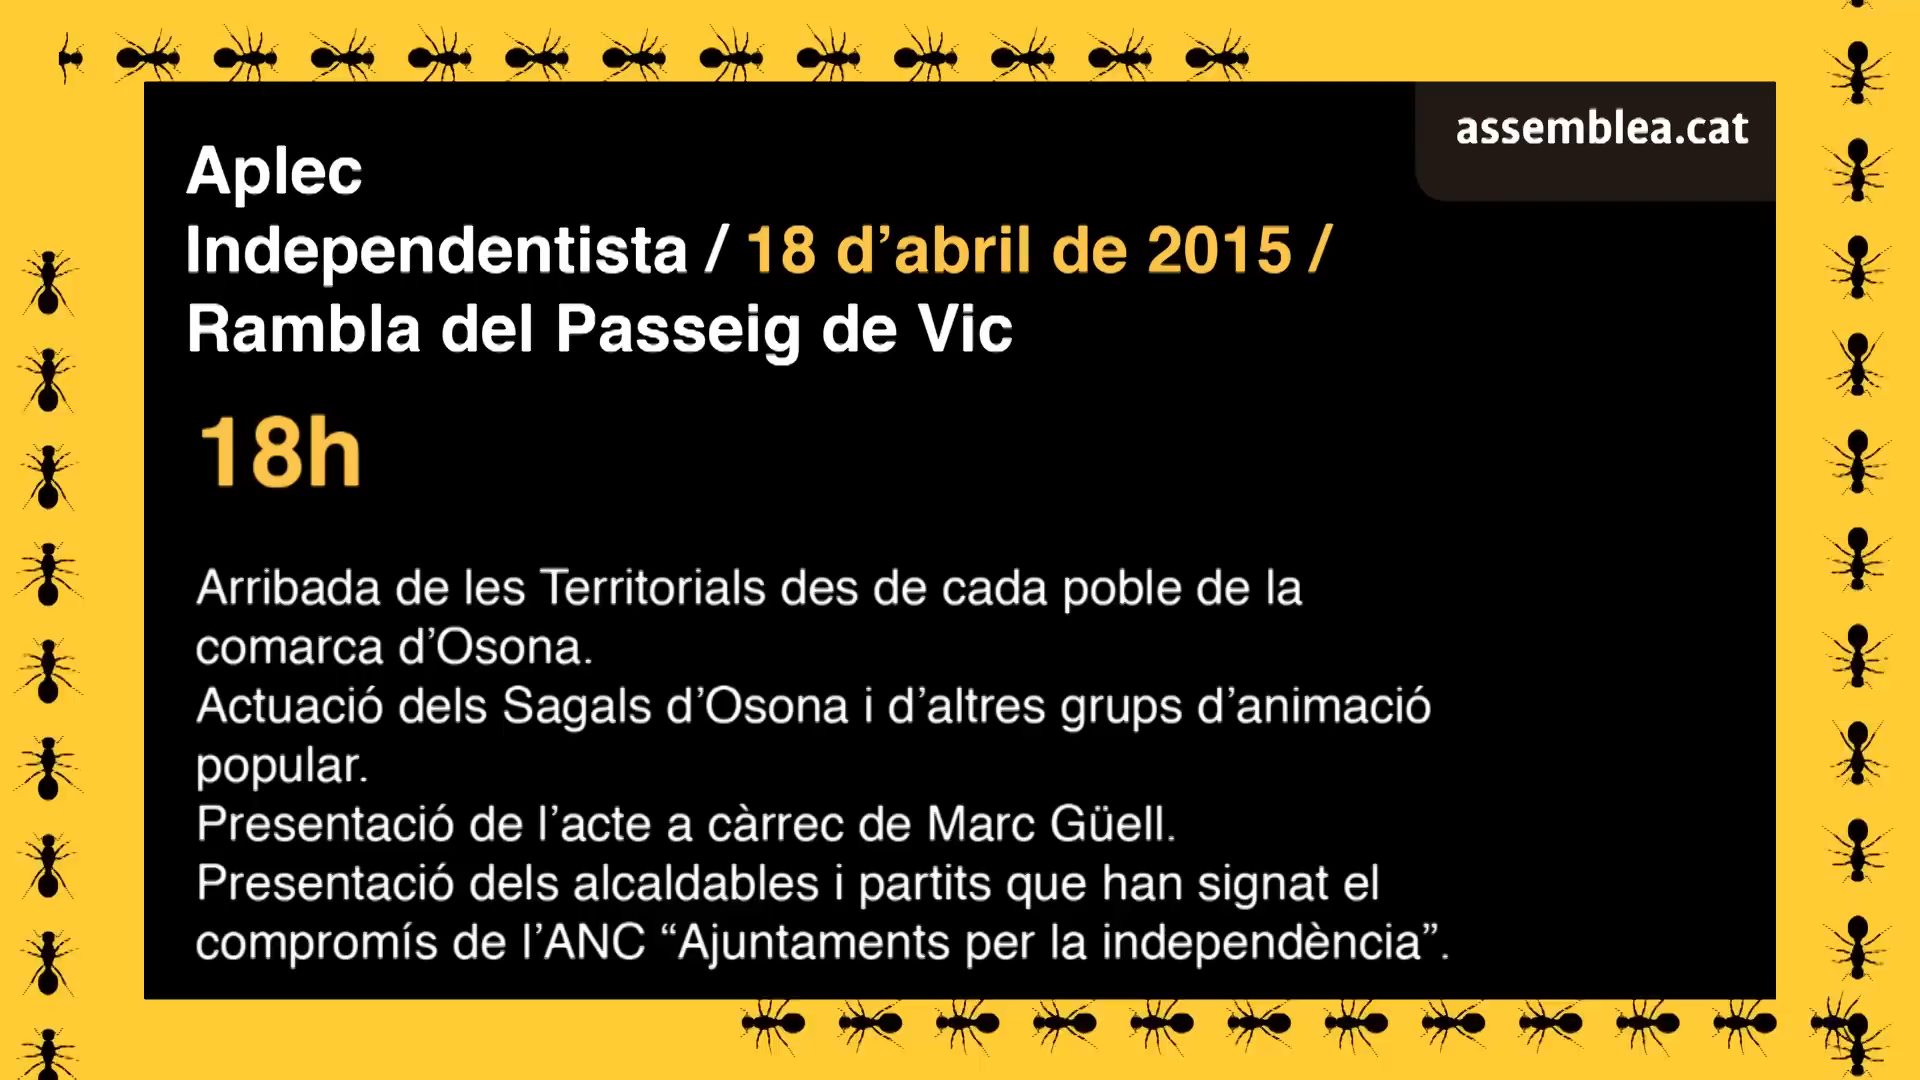 assemblea.cat
Aplec
Independentista / 18 d’abril de 2015 /
Rambla del Passeig de Vic
18h
Arribada de les Territorials des de cada poble de la
comarca d’Osona.
Actuació dels Sagals d’Osona i d’altres grups d’animació
popular.
Presentació de l’acte a càrrec de Marc Güell.
Presentació dels alcaldables i partits que han signat el
compromís de l’ANC “Ajuntaments per la independència”.